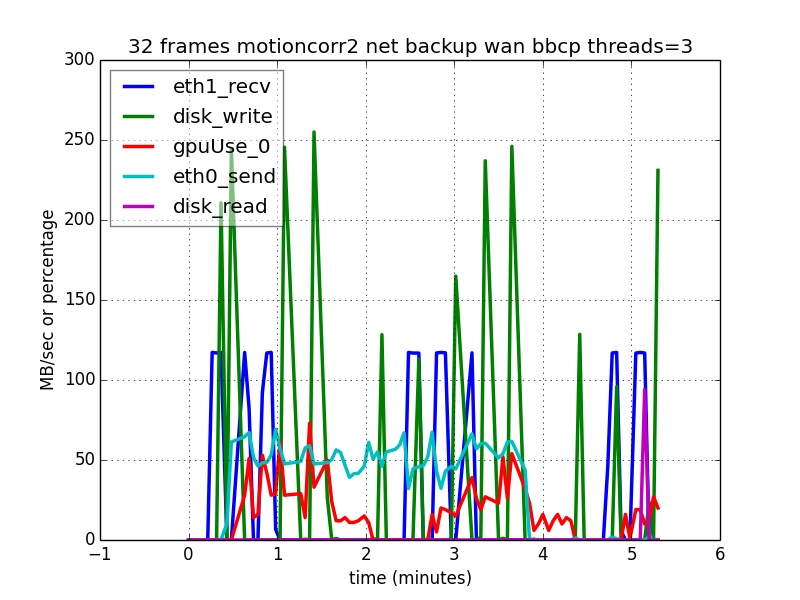 32 frames motioncorr2 net backup wan bbcp threads=3
300
250
200
150
100
50
0
MB/sec or percentage
eth1_recv
disk_write
gpuUse_0
eth0_send
disk_read
−1 0 1 2 3 4 5 6
time (minutes)